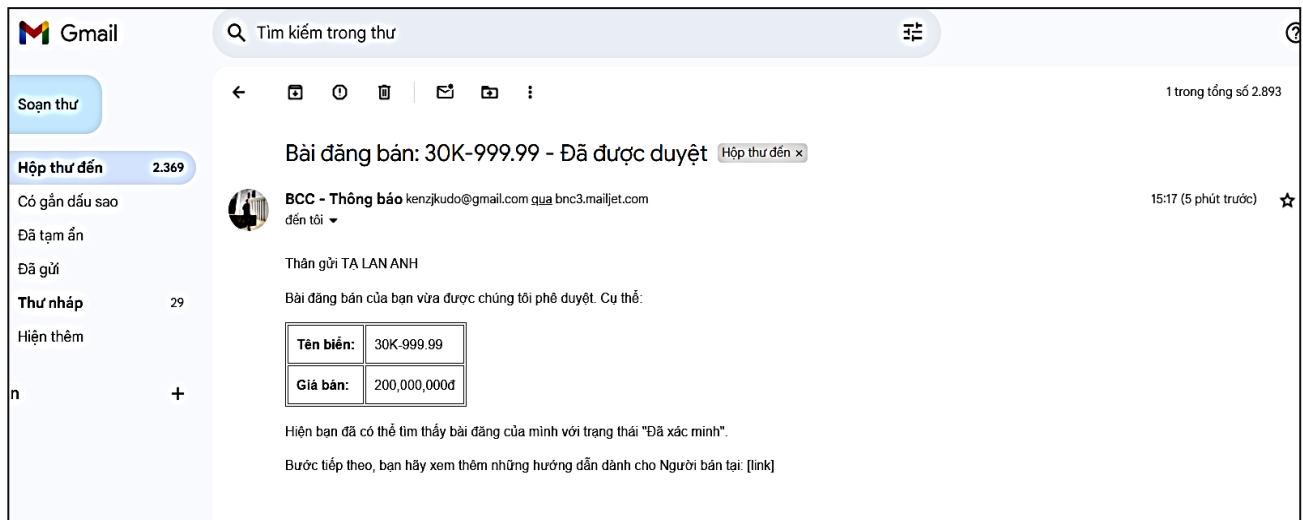 Gmail
Tìm kiếm trong thư
Soạn thư
1 trong tổng số 2.893
Bài đăng bán: 30K-999.99 - Đã được duyệt Hộp thư đến ×
Hộp thư đến 2.369
BCC - Thông báo kenzjkudo@gmail.com qua bnc3.mailjet.com 15:17 (5 phút trước)
Có gắn dấu sao
đến tôi
Đã tạm ẩn
Đã gửi
Thư nháp 29
Hiện thêm
n +
Thân gửi TẠ LAN ANH
Bài đăng bán của bạn vừa được chúng tôi phê duyệt. Cụ thể:
Tên biển: 30K-999.99
Giá bán: 200,000,000đ
Hiện bạn đã có thể tìm thấy bài đăng của mình với trạng thái "Đã xác minh".
Bước tiếp theo, bạn hãy xem thêm những hướng dẫn dành cho Người bán tại: [link]